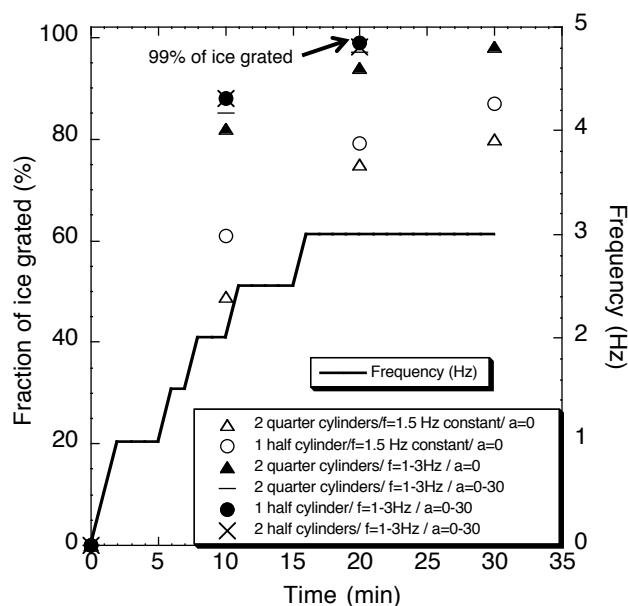 99% of ice grated
Fraction of ice grated (%)
100
80
60
40
20
0
5
4
3
2
1
0
Frequency (Hz)
Frequency (Hz)
2 quarter cylinders/f=1.5 Hz constant/ a=0
1 half cylinder/f=1.5 Hz constant/ a=0
2 quarter cylinders/ f=1-3Hz / a=0
2 quarter cylinders/ f=1-3Hz / a=0-30
1 half cylinder/ f=1-3Hz / a=0-30
2 half cylinders/ f=1-3Hz / a=0-30
0 5 10 15 20 25 30 35
Time (min)